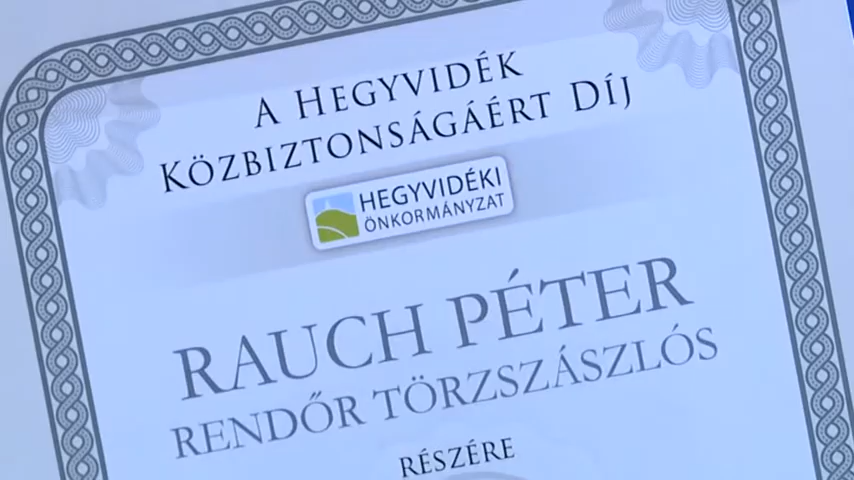 A Hegyvidék
Közbiztonságáért Díj
HEGYVIDÉKI
ÖNKORMÁNYZAT
RAUCH PÉTER
RENDŐR TÖRZSZÁSZLÓS
RÉSZÉRE